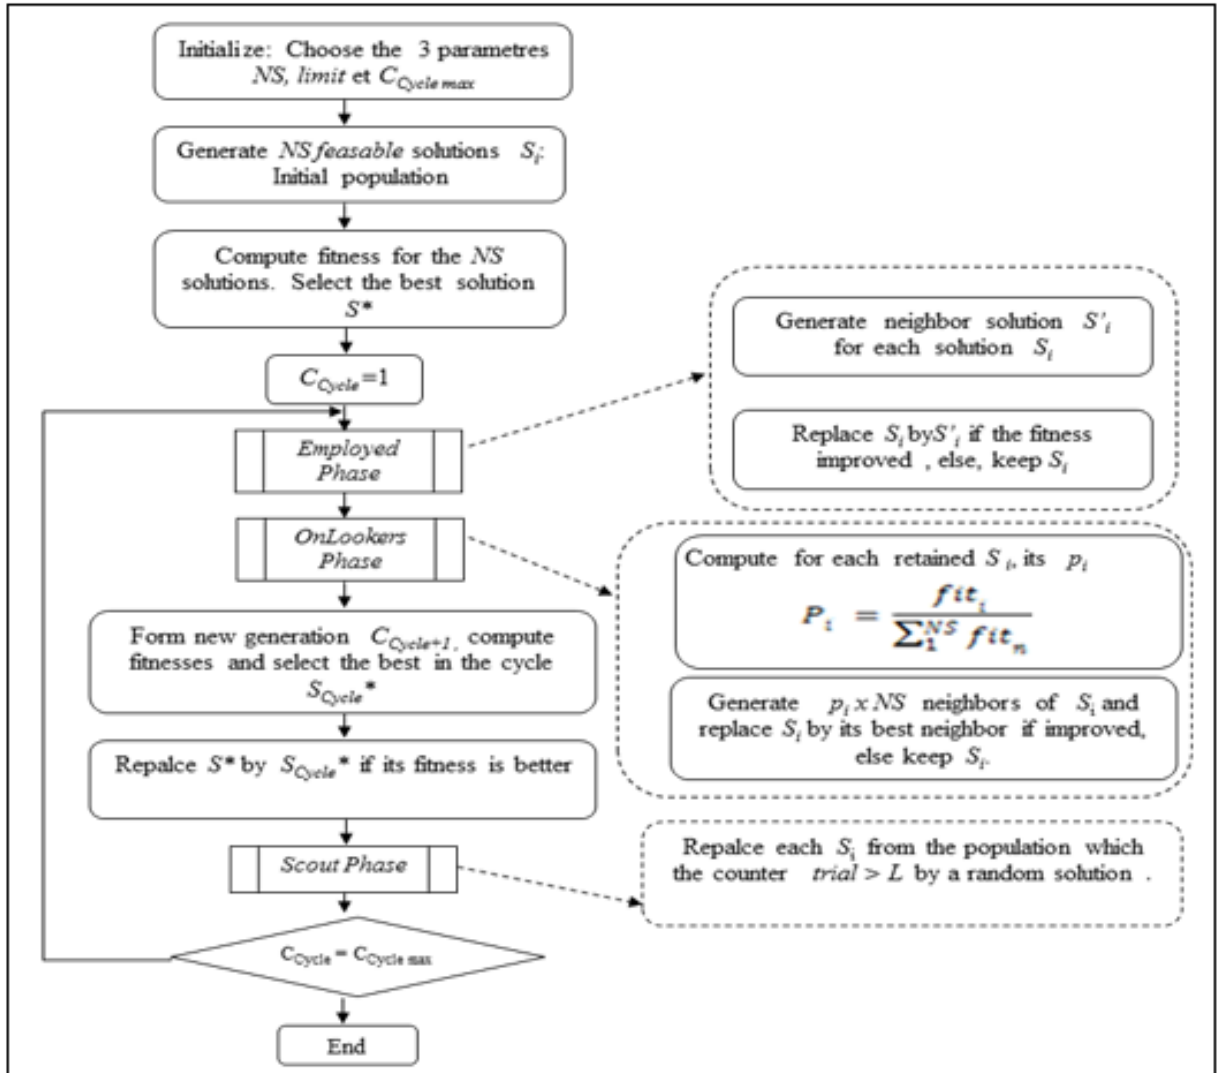 Initialize: Choose the 3 parametres
NS, limit et C_Cycle max
Generate NS feasable solutions S_i:
Initial population
Compute fitness for the NS
solutions. Select the best solution
S*
C_Cycle=1
Employed
Phase
OnLookers
Phase
Form new generation C_Cycle+1, compute
fitnesses and select the best in the cycle
S_Cycle*
Repalce S* by S_Cycle* if its fitness is better
Scout Phase
C_Cycle = C_Cycle max
End
Generate neighbor solution S'_i
for each solution S_i
Replace S_i byS'_i if the fitness
improved , else, keep S_i
Compute for each retained S_i, its p_i
P_i = fit_i / ∑_1^NS fit_n
Generate p_i x NS neighbors of S_i and
replace S_i by its best neighbor if improved,
else keep S_i.
Repalce each S_i from the population which
the counter trial > L by a random solution .